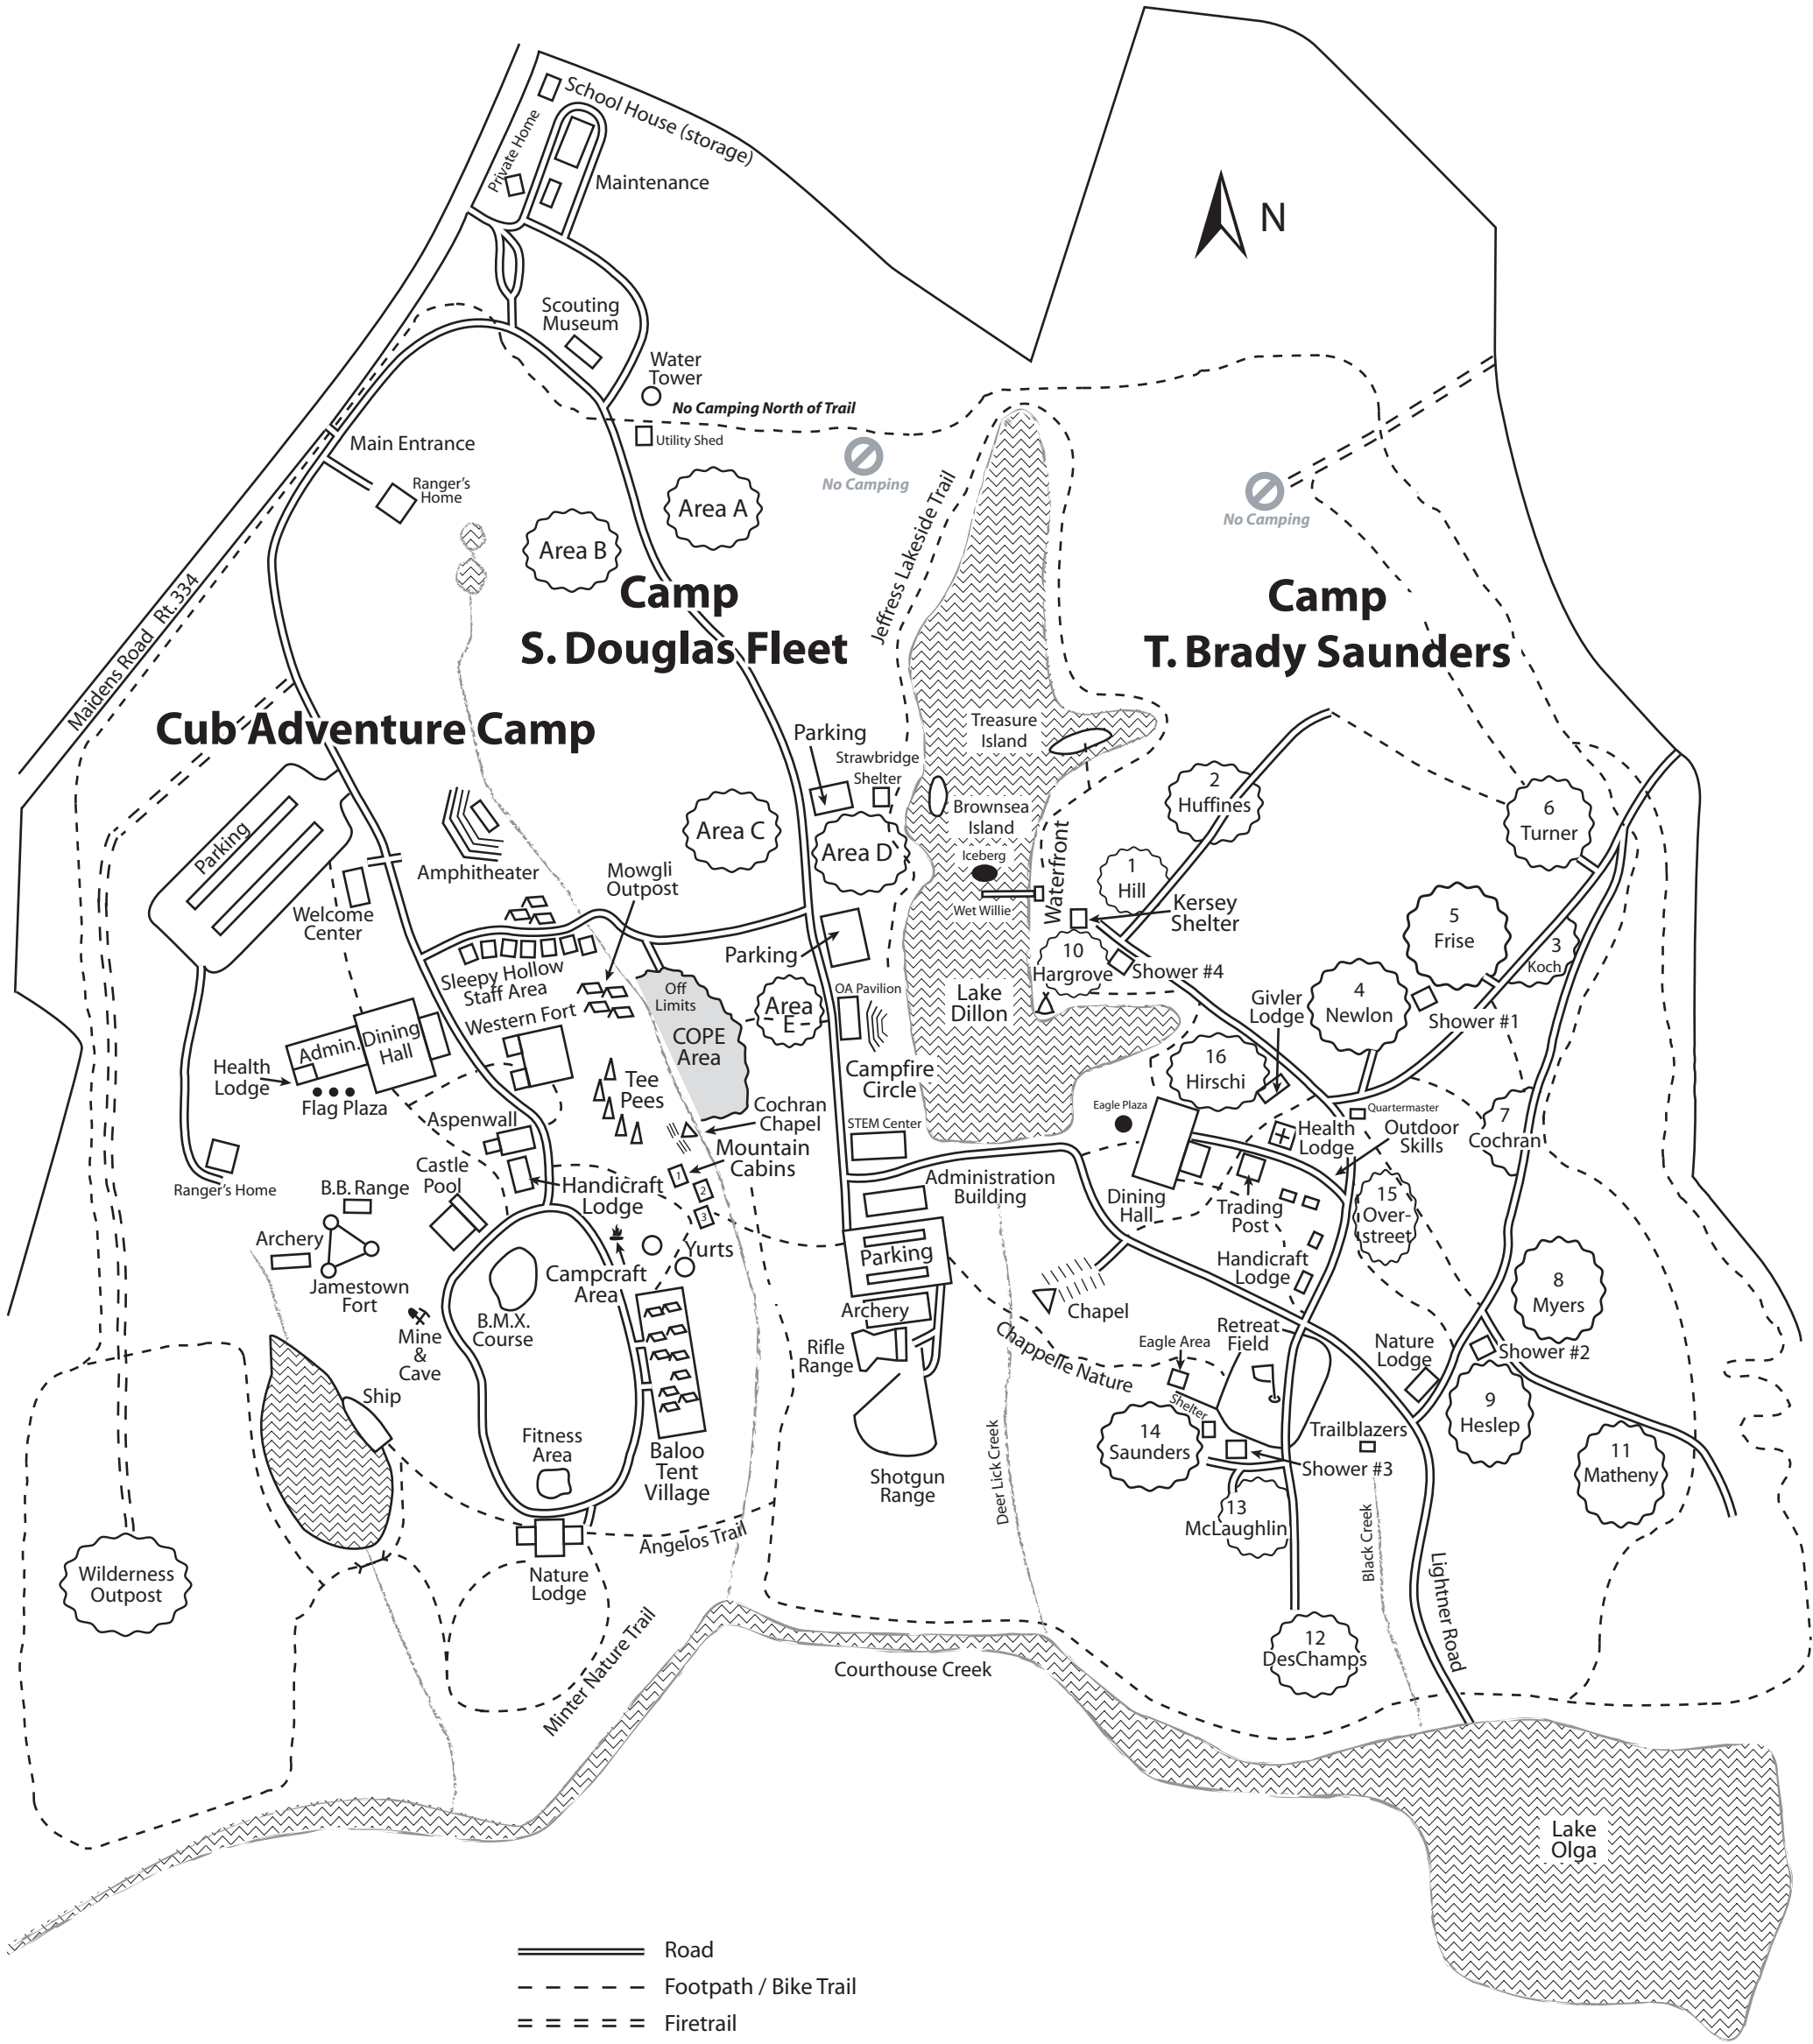 School House (storage)
Private Home
Maintenance
N
Scouting
Museum
Water
Tower
No Camping North of Trail
Utility Shed
Main Entrance
Ranger's
Home
No Camping
No Camping
Area A
Area B
Jeffress Lakeside Trail
Camp
S. Douglas Fleet
Camp
T. Brady Saunders
Maidens Road Rt. 334
Cub Adventure Camp
Parking
Strawbridge
Shelter
Treasure
Island
Brownsea
Island
Iceberg
Wet Willie
Waterfront
2
Huffines
6
Turner
Parking
Amphitheater
Area C
Area D
Mowgli
Outpost
1
Hill
Kersey
Shelter
5
Frise
3
Koch
Welcome
Center
Parking
10
Hargrove
Shower #4
Sleepy Hollow
Staff Area
Off
Limits
COPE
Area
Area
E
OA Pavilion
Lake
Dillon
Givler
Lodge
4
Newlon
Shower #1
Western Fort
Admin.
Dining
Hall
Health
Lodge
Flag Plaza
Tee
Pees
Campfire
Circle
16
Hirschi
Aspenwall
Cochran
Chapel
STEM Center
Eagle Plaza
Quartermaster
Health
Lodge
Outdoor
Skills
7
Cochran
Mountain
Cabins
1
2
3
Castle
Pool
Ranger's Home
B.B. Range
Handicraft
Lodge
Administration
Building
Dining
Hall
Trading
Post
15
Over-
street
Archery
Jamestown
Fort
Yurts
Parking
Campcraft
Area
Handicraft
Lodge
8
Myers
B.M.X.
Course
Mine
&
Cave
Archery
Chapel
Rifle
Range
Chappelle Nature
Eagle Area
Retreat
Field
Nature
Lodge
Shower #2
Ship
Shelter
9
Heslep
Fitness
Area
Baloo
Tent
Village
14
Saunders
Trailblazers
Shower #3
11
Matheny
Shotgun
Range
Deer Lick Creek
13
McLaughlin
Angelos Trail
Black Creek
Lightner Road
Wilderness
Outpost
Nature
Lodge
12
DesChamps
Minter Nature Trail
Courthouse Creek
Lake
Olga
Road
Footpath / Bike Trail
Firetrail